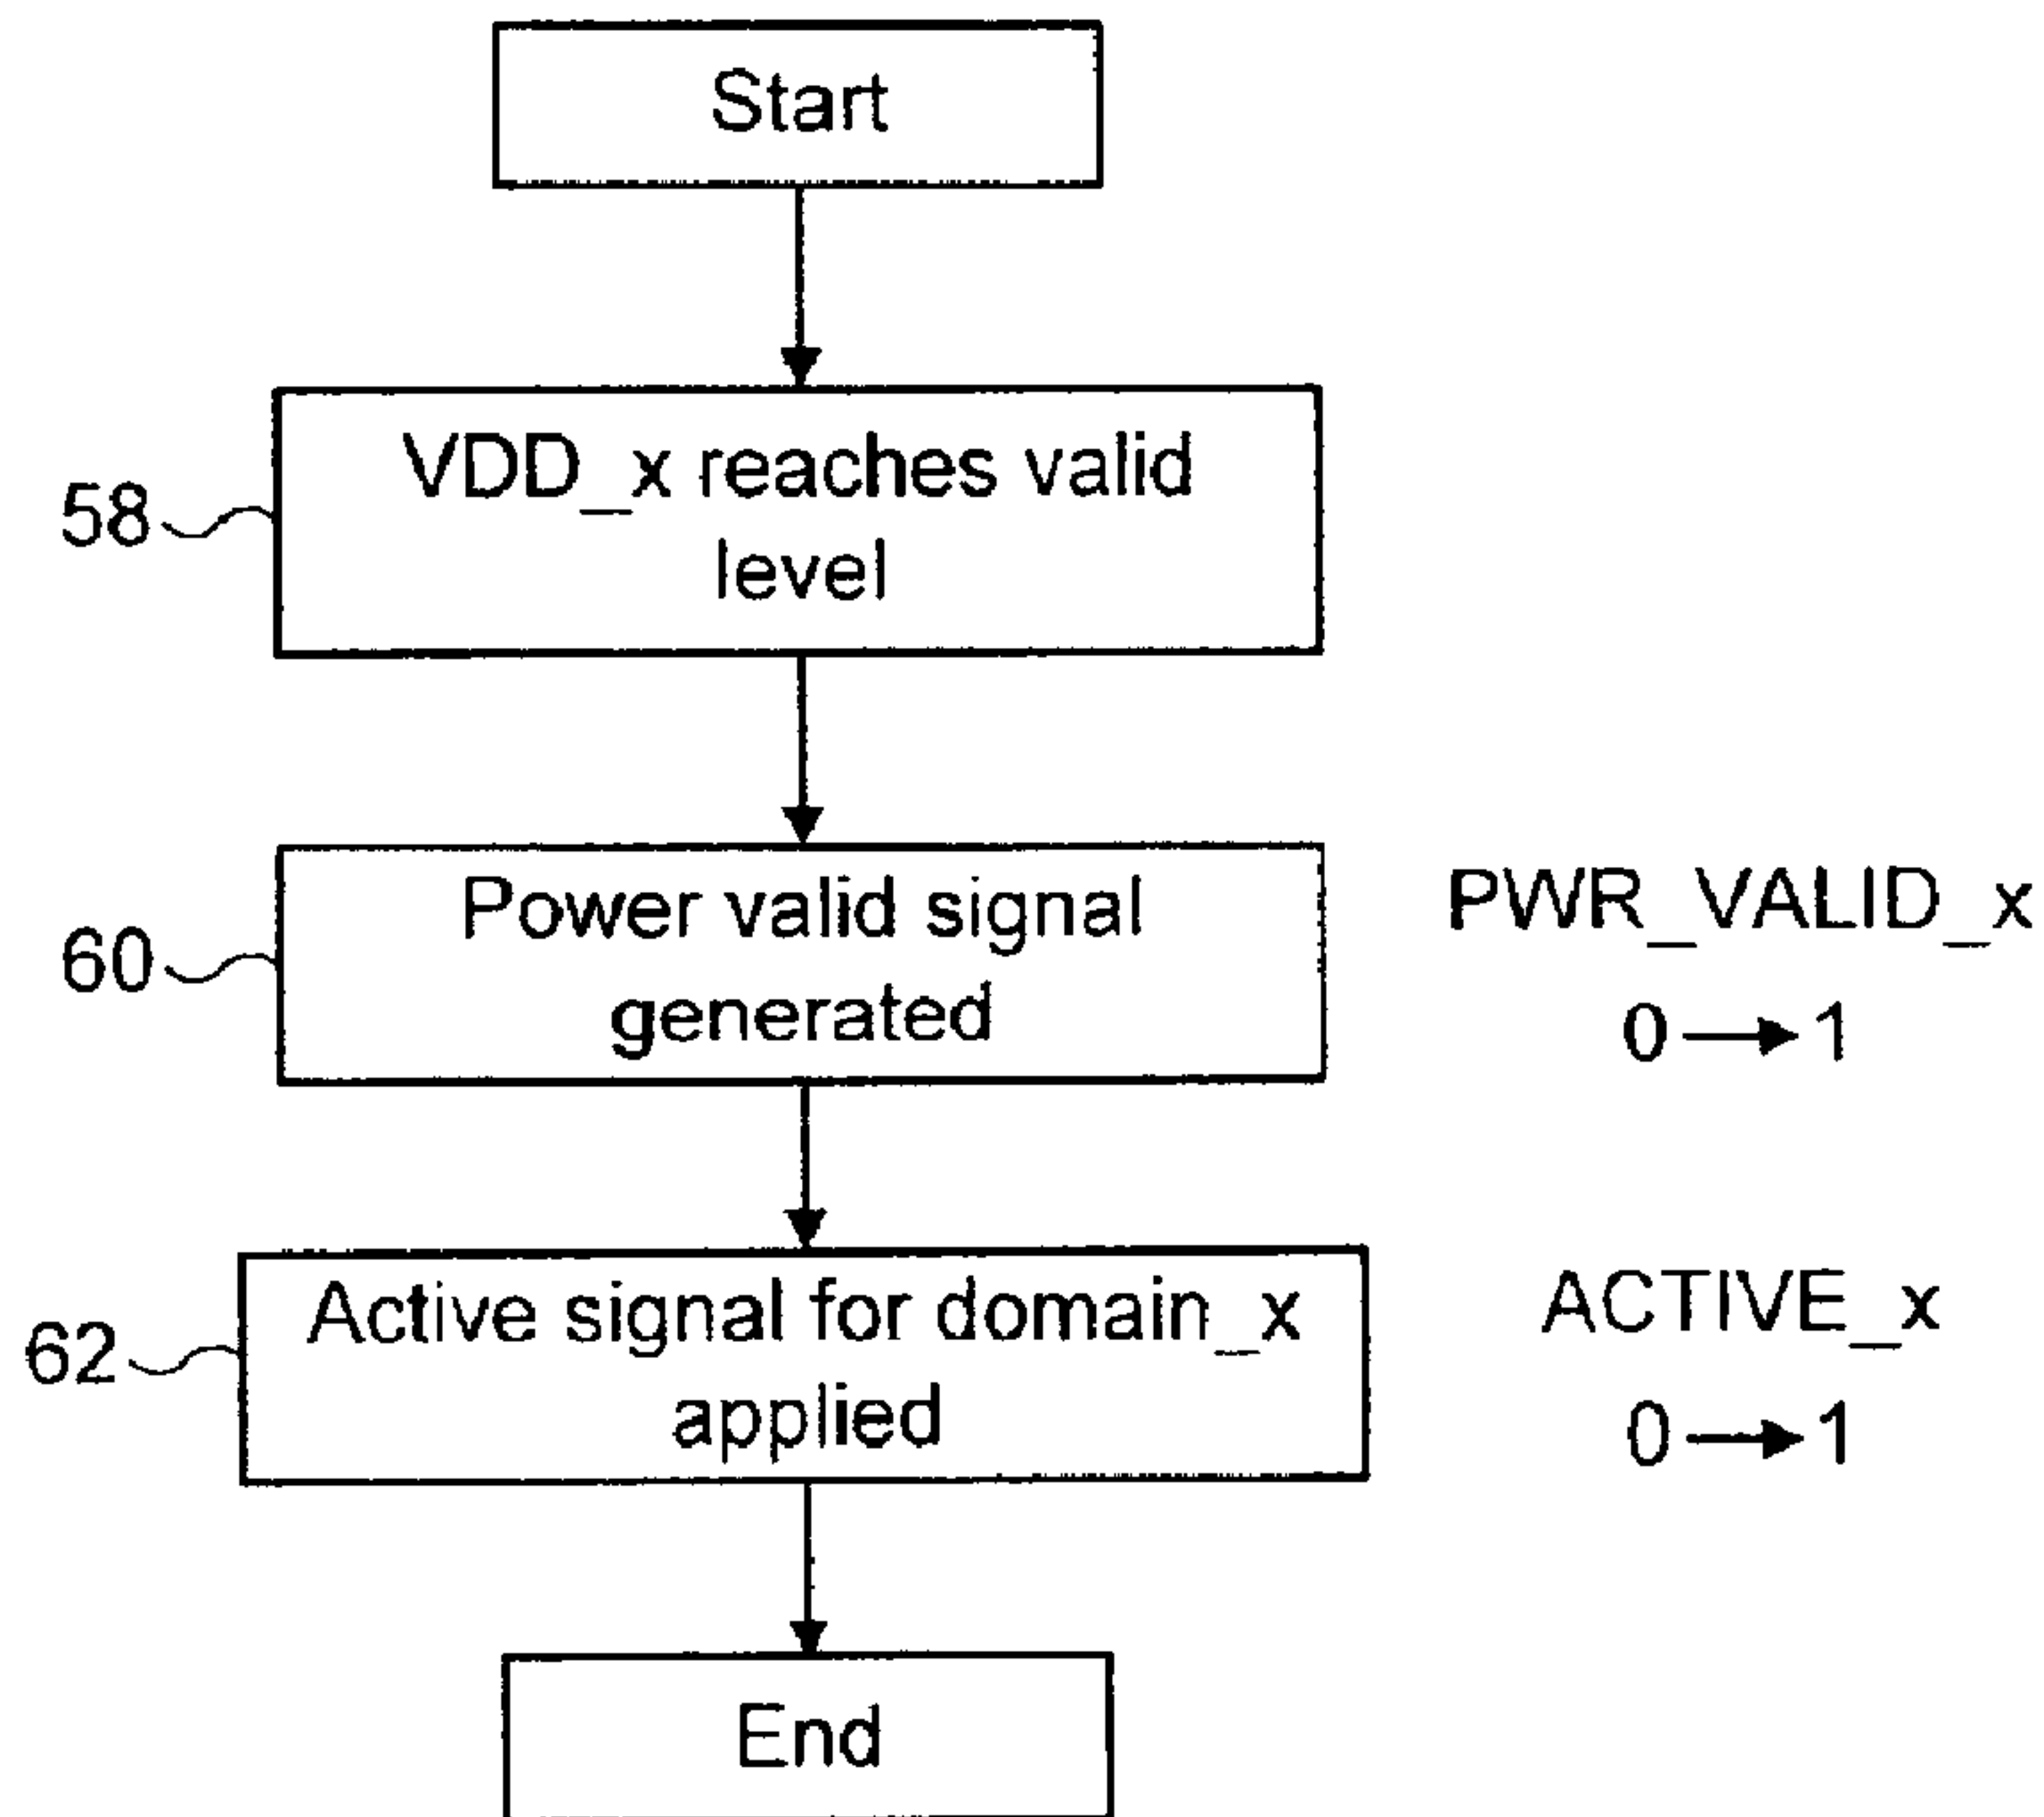 Start
58
VDD_x reaches valid
level
60
Power valid signal
generated
PWR_VALID_x
0→1
62
Active signal for domain_x
applied
ACTIVE_x
0→1
End